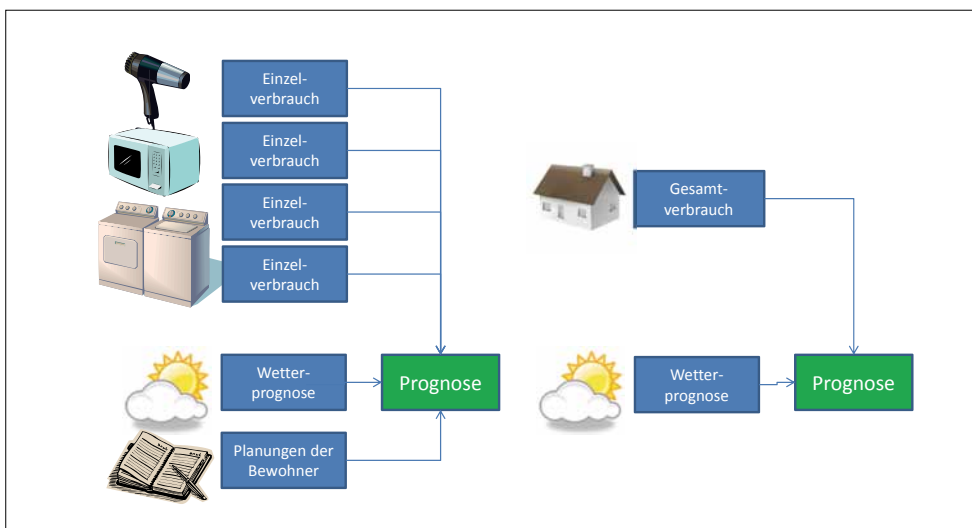 Einzel-
verbrauch
Einzel-
verbrauch
Einzel-
verbrauch
Einzel-
verbrauch
Wetter-
prognose
Prognose
Planungen der
Bewohner
Gesamt-
verbrauch
Wetter-
prognose
Prognose